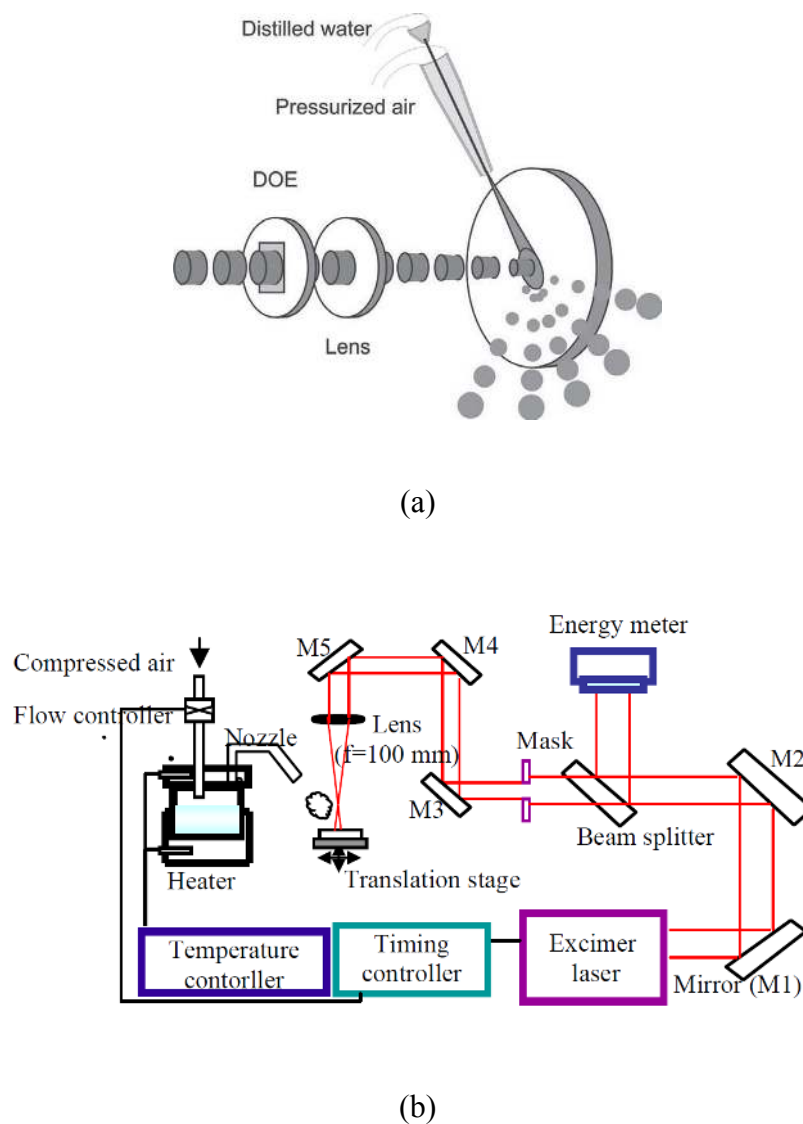 Distilled water
Pressurized air
DOE
Lens
(a)
Energy meter
M5
M4
Compressed air
Flow controller
Nozzle
Lens
(f=100 mm)
Mask
M2
M3
Beam splitter
Heater
Translation stage
Temperature
contorller
Timing
controller
Excimer
laser
Mirror (M1)
(b)